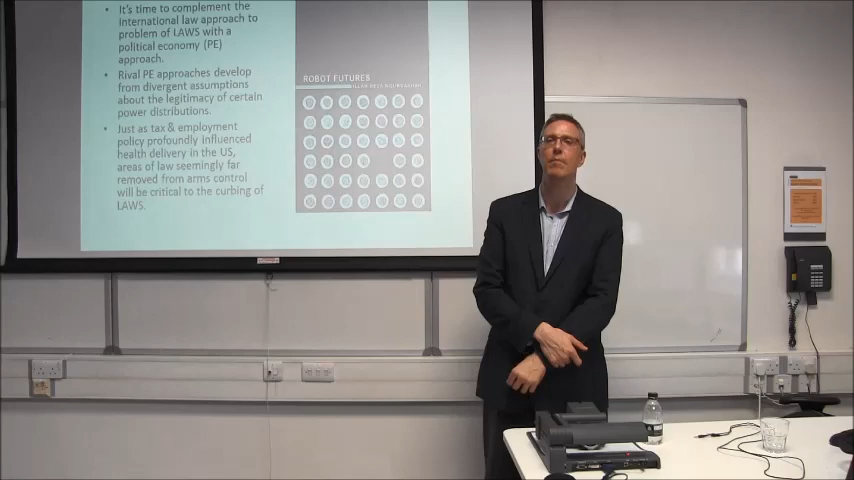 • It's time to complement the
international law approach to
problem of LAWS with a
political economy (PE)
approach.
• Rival PE approaches develop
from divergent assumptions
about the legitimacy of certain
power distributions.
• Just as tax & employment
policy profoundly influenced
health delivery in the US,
areas of law seemingly far
removed from arms control
will be critical to the curbing of
LAWS.
ROBOT FUTURES
ILLAH REZA NOURBAKHSH